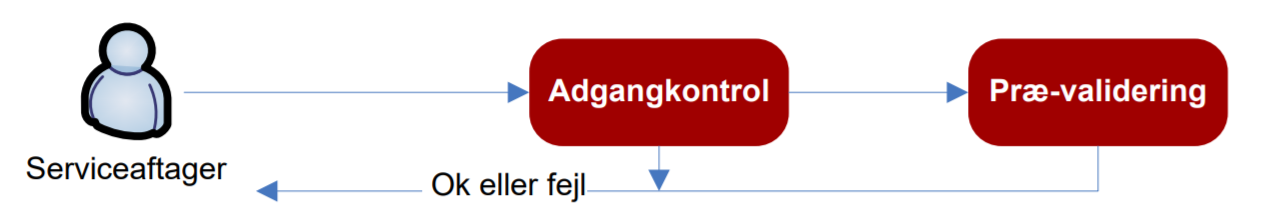 Adgangkontrol
Præ-validering
Serviceaftager
Ok eller fejl